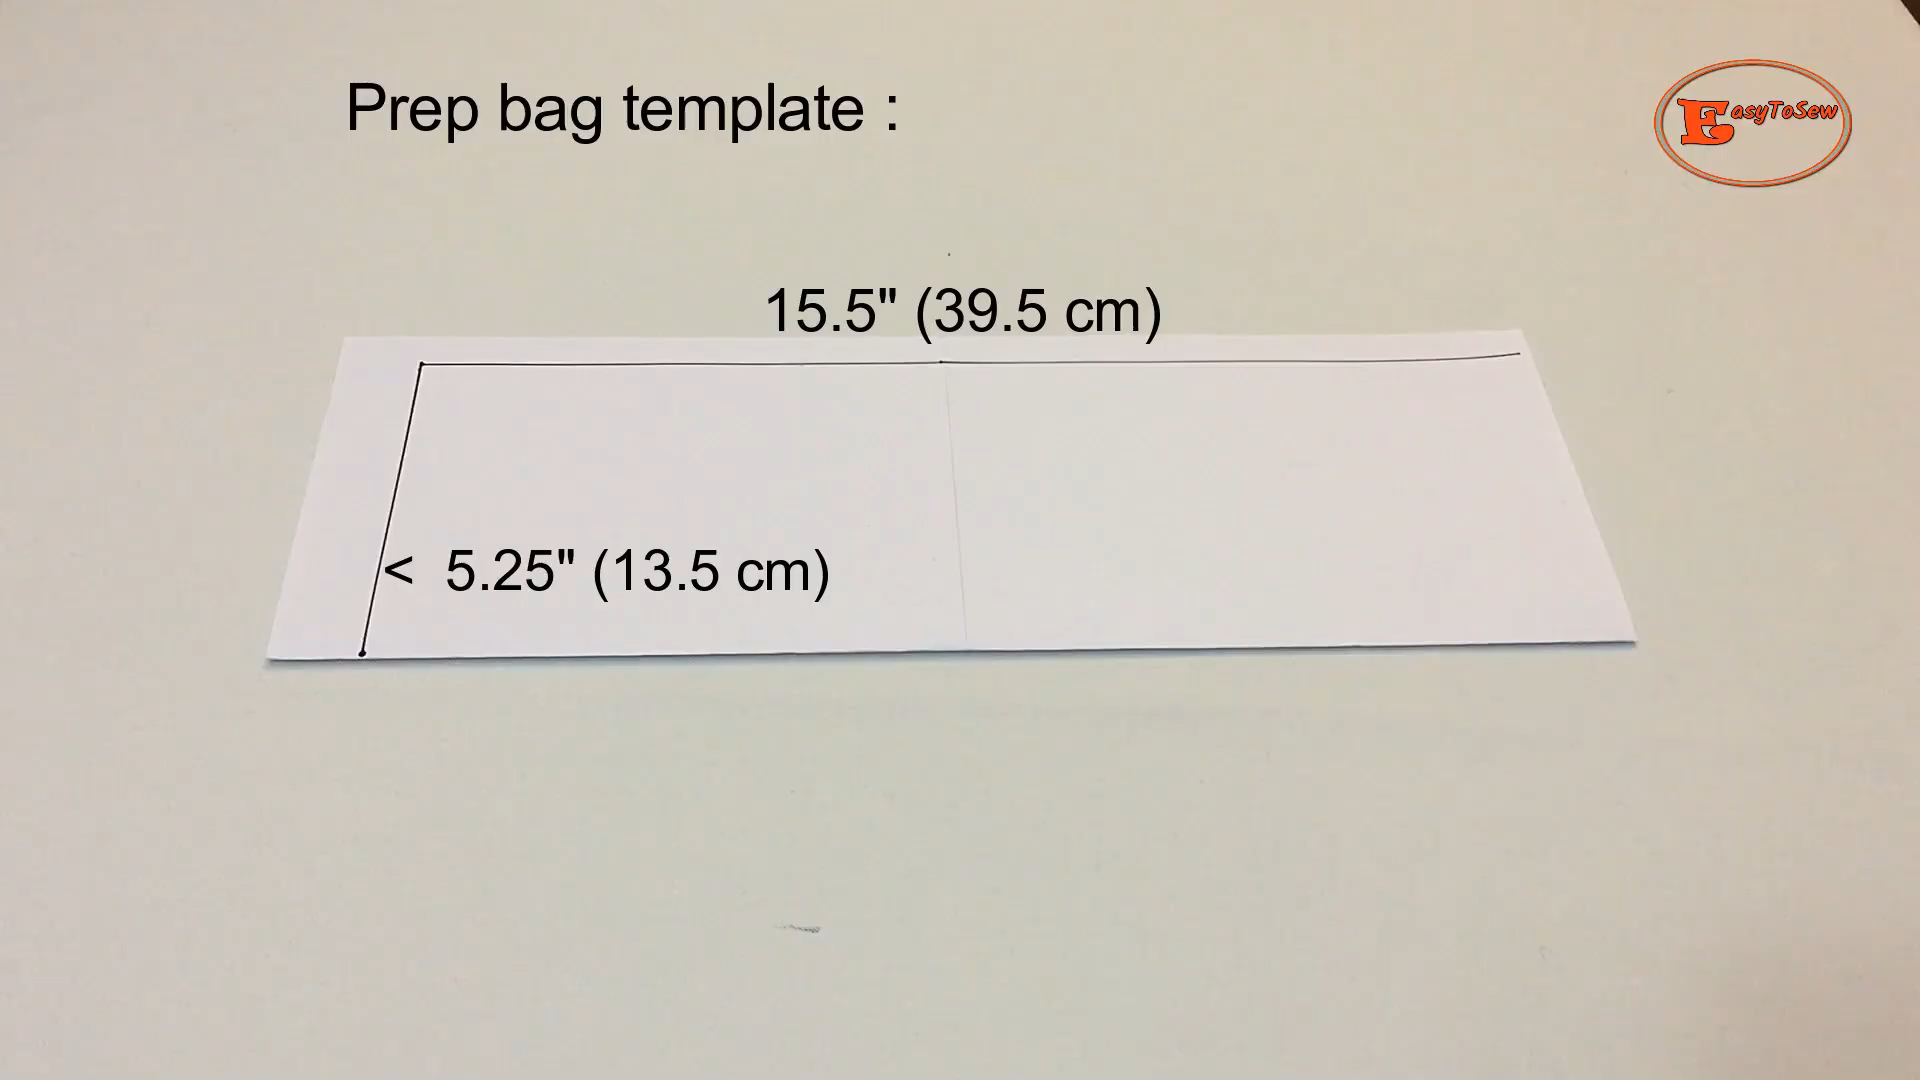 Prep bag template :
EasyToSew
15.5" (39.5 cm)
< 5.25" (13.5 cm)